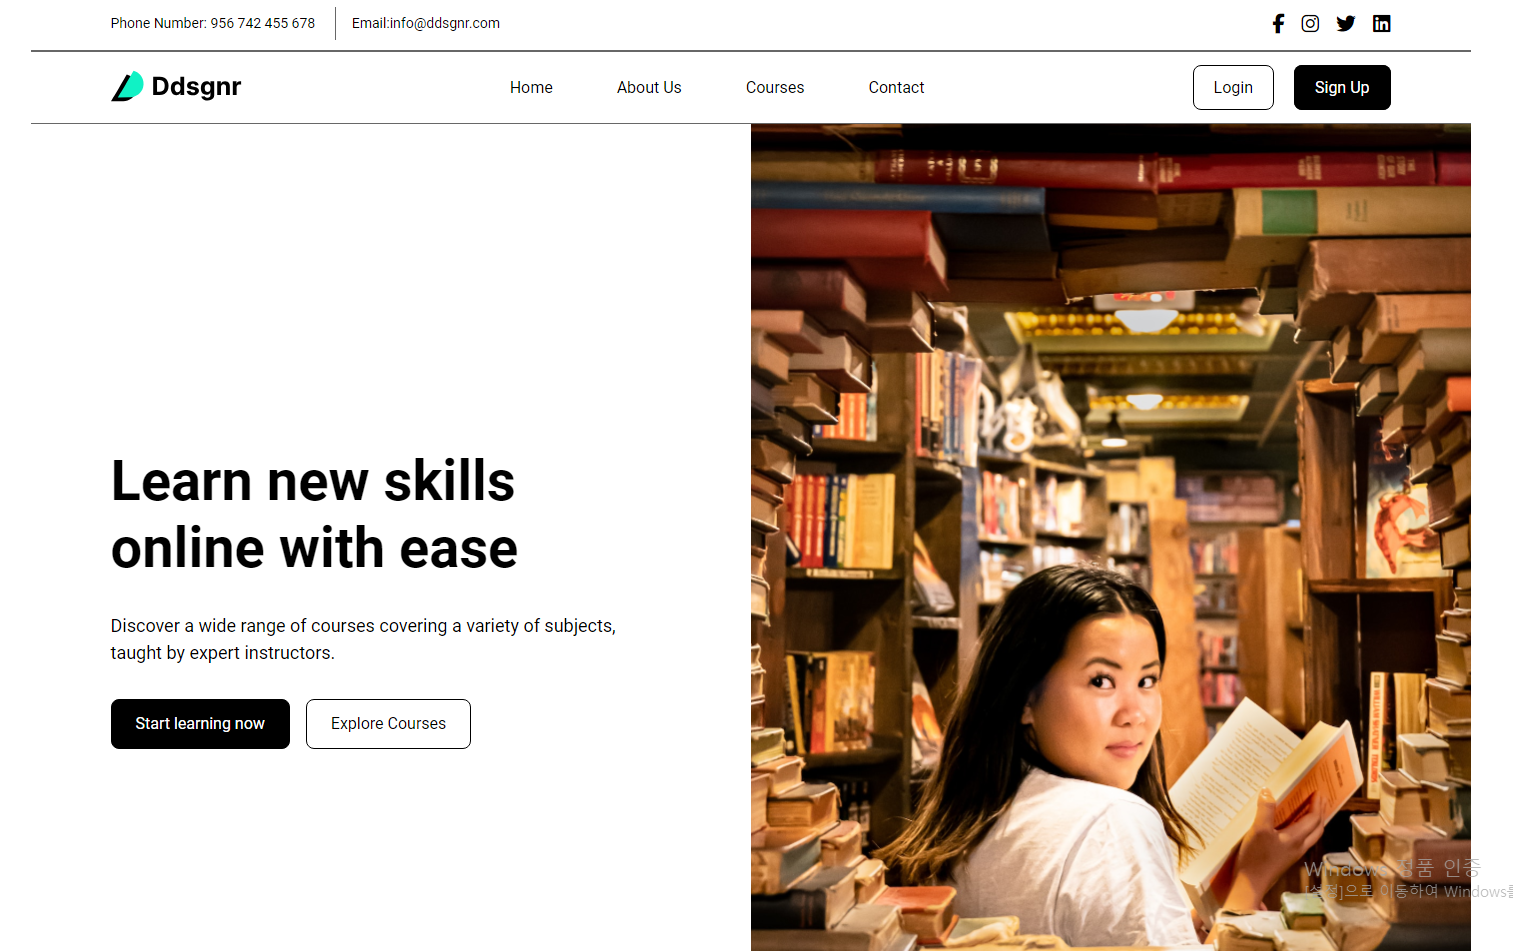 Phone Number: 956 742 455 678
Email:info@ddsgnr.com
Ddsgnr
Home
About Us
Courses
Contact
Login
Sign Up
Learn new skills
online with ease
Discover a wide range of courses covering a variety of subjects,
taught by expert instructors.
Start learning now
Explore Courses
Windows 정품 인증
[설정]으로 이동하여 Windows를